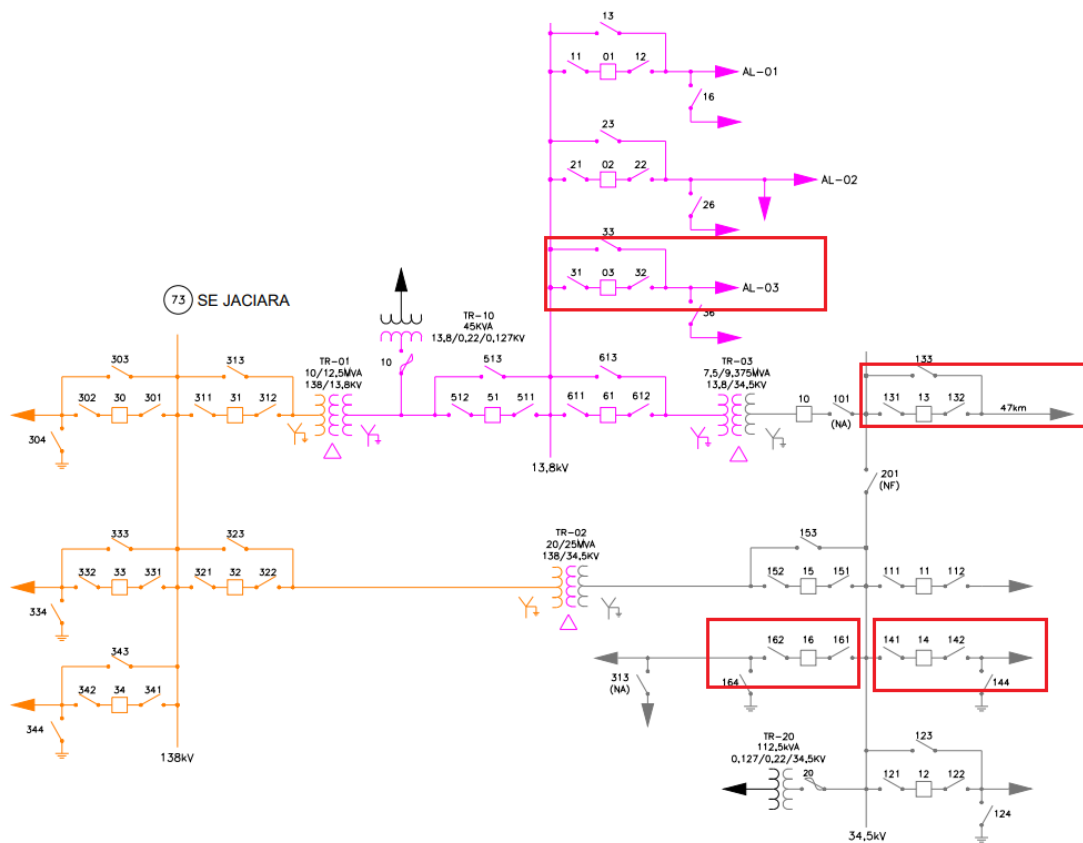 13
11 01 12
AL-01
16
23
21 02 22
AL-02
26
33
31 03 32
AL-03
36
73 SE JACIARA
TR-10
45KVA
13,8/0,22/0,127KV
10
303
313
302 30 301
311 31 312
304
TR-01
10/12,5MVA
138/13,8KV
513
512 51 511
613
611 61 612
13,8kV
TR-03
7,5/9,375MVA
13,8/34,5KV
10
101
(NA)
133
131 13 132
47km
201
(NF)
333
323
332 33 331
321 32 322
334
TR-02
20/25MVA
138/34,5KV
153
152 15 151
111 11 112
343
342 34 341
344
138kV
162 16 161
141 14 142
313
(NA)
164
144
TR-20
112,5kVA
0,127/0,22/34,5KV
20
123
121 12 122
124
34,5kV